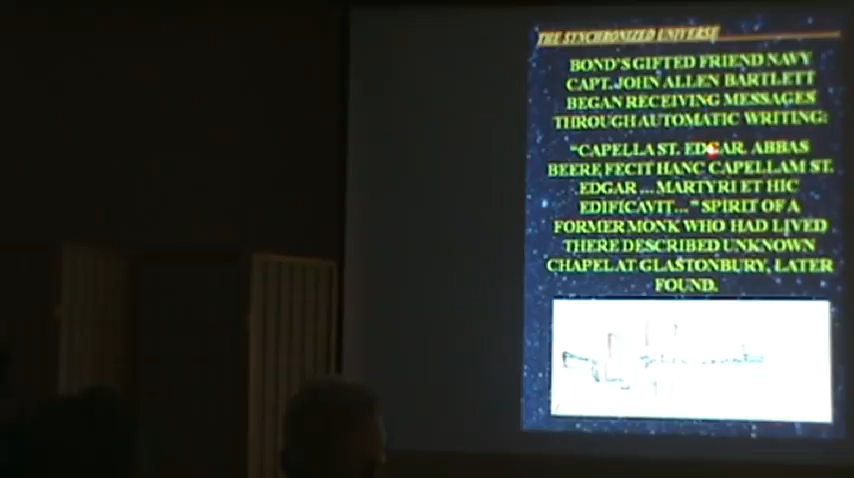 THE SYNCHRONIZED UNIVERSE
BOND'S GIFTED FRIEND NAVY
CAPT. JOHN ALLEN BARTLETT
BEGAN RECEIVING MESSAGES
THROUGH AUTOMATIC WRITING:
"CAPELLA ST. EDGAR. ABBAS
BEERE FECIT HANC CAPELLAM ST.
EDGAR ... MARTYRI ET HIC
EDIFICAVIT..." SPIRIT OF A
FORMER MONK WHO HAD LIVED
THERE DESCRIBED UNKNOWN
CHAPEL AT GLASTONBURY, LATER
FOUND.